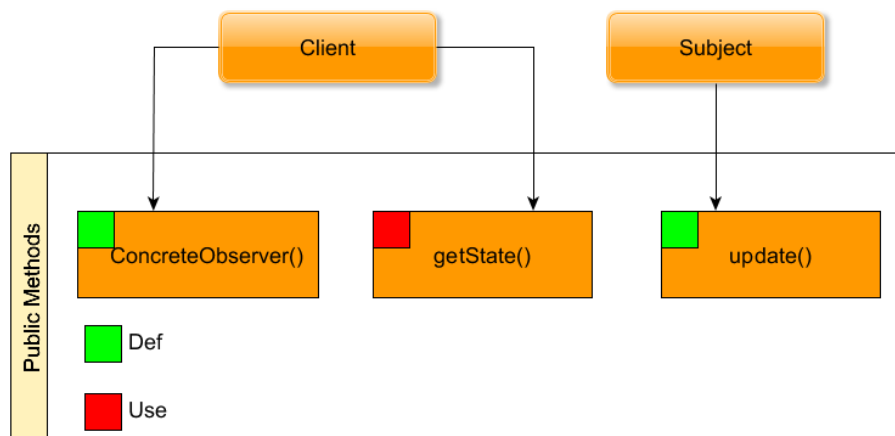 Client
Subject
Public Methods
ConcreteObserver()
getState()
update()
Def
Use